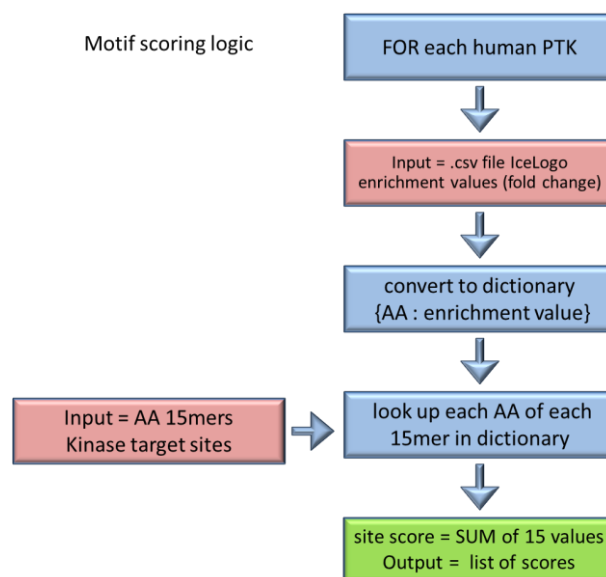 Motif scoring logic
FOR each human PTK
Input = .csv file IceLogo
enrichment values (fold change)
convert to dictionary
{AA : enrichment value}
Input = AA 15mers
Kinase target sites
look up each AA of each
15mer in dictionary
site score = SUM of 15 values
Output = list of scores